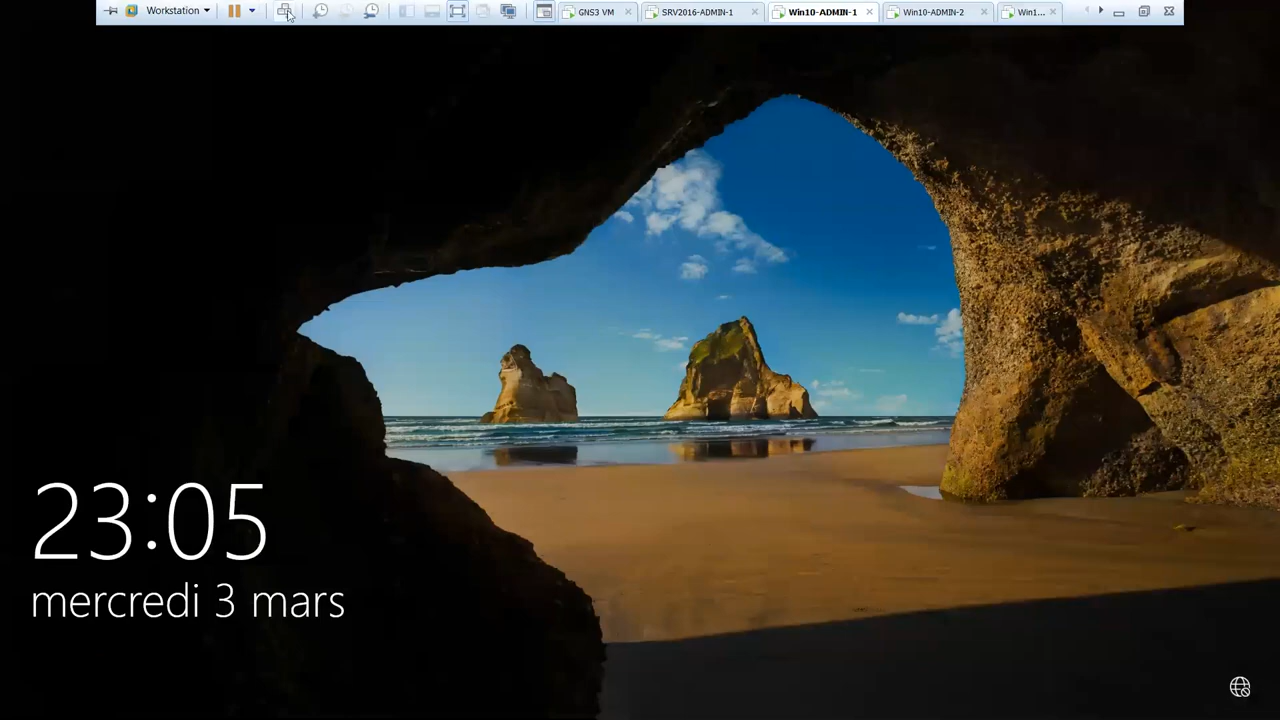 Workstation
GNS3 VM
SRV2016-ADMIN-1
Win10-ADMIN-1
Win10-ADMIN-2
Win1...
23:05
mercredi 3 mars